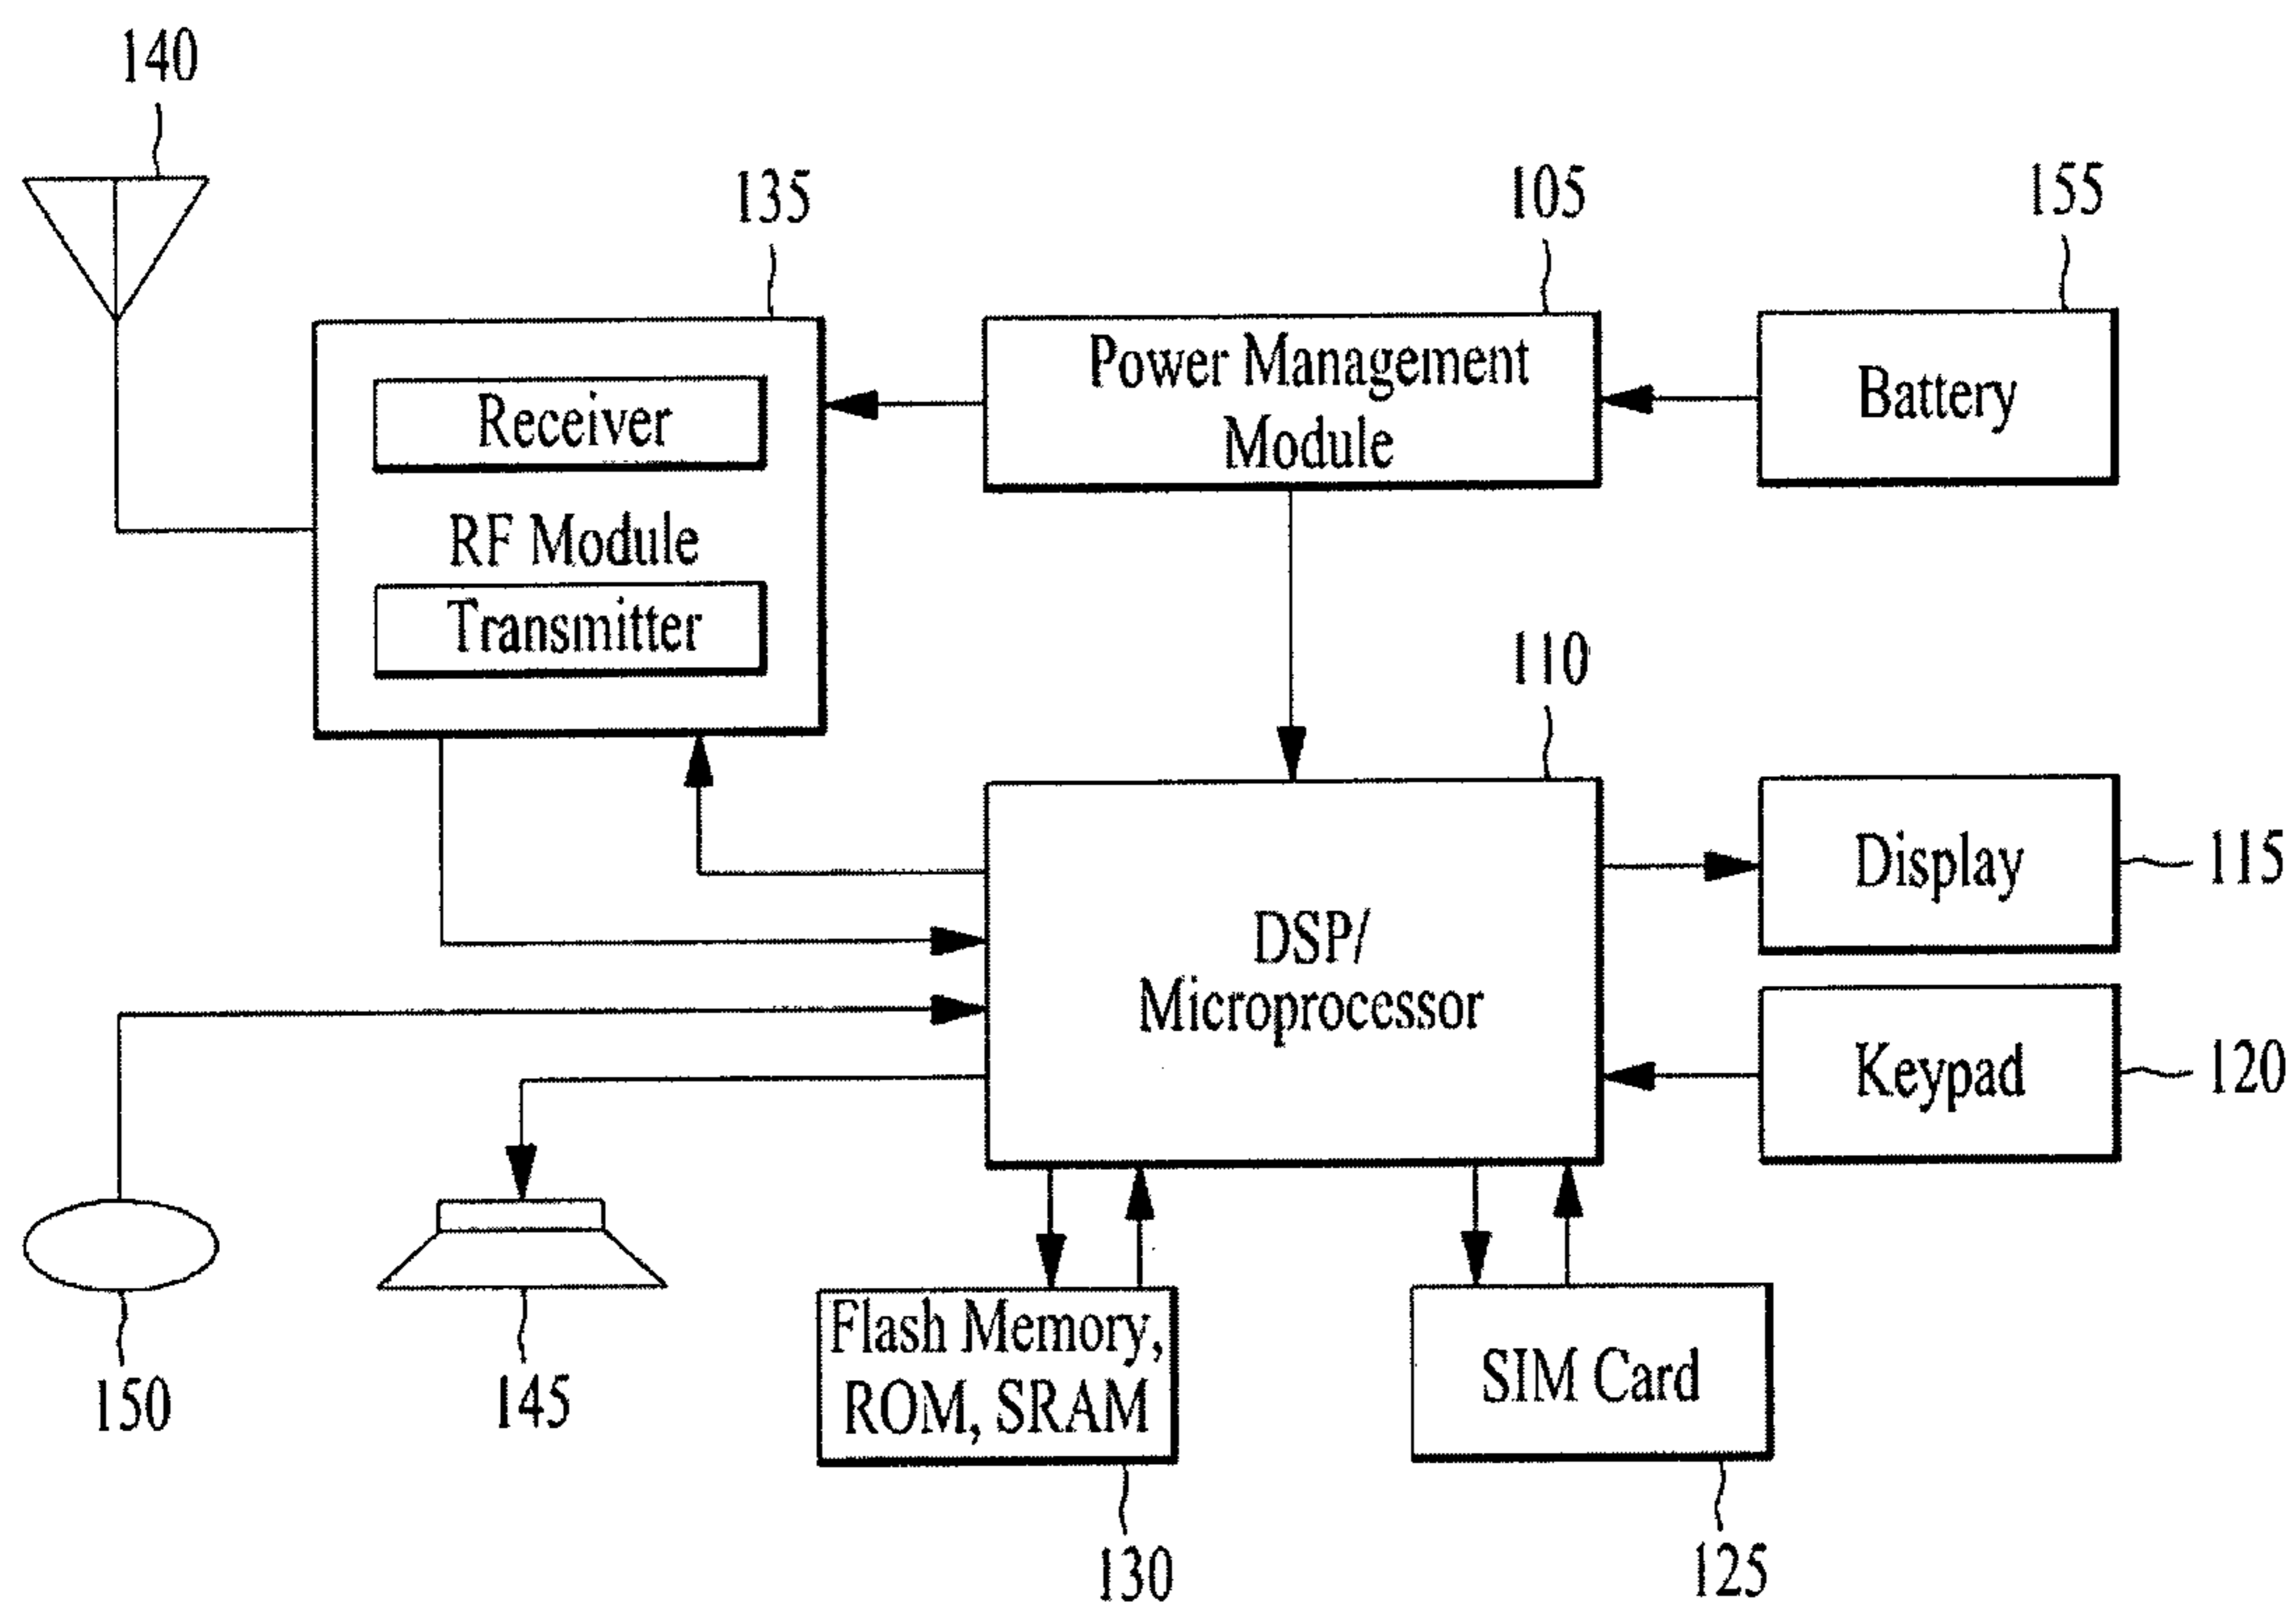 140
135
105
155
Receiver
RF Module
Transmitter
Power Management
Module
Battery
110
DSP/
Microprocessor
Display
115
Keypad
120
150
145
Flash Memory,
ROM, SRAM
130
SIM Card
125